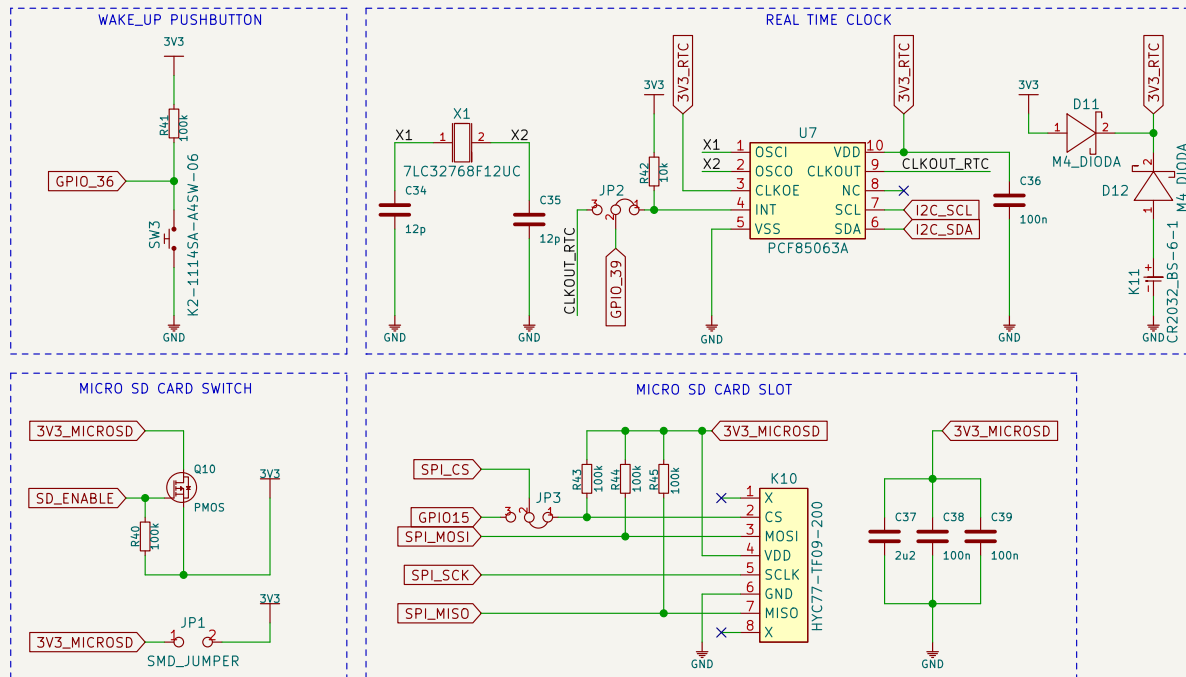 WAKE_UP PUSHBUTTON
3V3
R41
100k
GPIO_36
SW3
K2-1114SA-A4SW-06
GND
REAL TIME CLOCK
X1
X1
1
2
X2
7LC32768F12UC
C34
12p
GND
C35
12p
GND
CLKOUT_RTC
JP2
3
2
1
GPIO_39
3V3
R42
10k
3V3_RTC
U7
X1
1
OSCI
X2
2
OSCO
3
CLKOE
4
INT
5
VSS
VDD
10
CLKOUT
9
CLKOUT_RTC
NC
8
SCL
7
I2C_SCL
SDA
6
I2C_SDA
PCF85063A
GND
3V3_RTC
C36
100n
GND
3V3
D11
1
2
M4_DIODA
3V3_RTC
D12
2
1
M4_DIODA
K11
+
-
CR2032_BS-6-1
GND
MICRO SD CARD SWITCH
3V3_MICROSD
Q10
PMOS
SD_ENABLE
R40
100k
3V3
3V3
JP1
3V3_MICROSD
1
2
SMD_JUMPER
MICRO SD CARD SLOT
3V3_MICROSD
SPI_CS
R43
100k
R44
100k
R45
100k
JP3
GPIO15
3
2
1
SPI_MOSI
SPI_SCK
SPI_MISO
K10
1
X
2
CS
3
MOSI
4
VDD
5
SCLK
6
GND
7
MISO
8
X
HYC77-TF09-200
GND
3V3_MICROSD
C37
2u2
C38
100n
C39
100n
GND